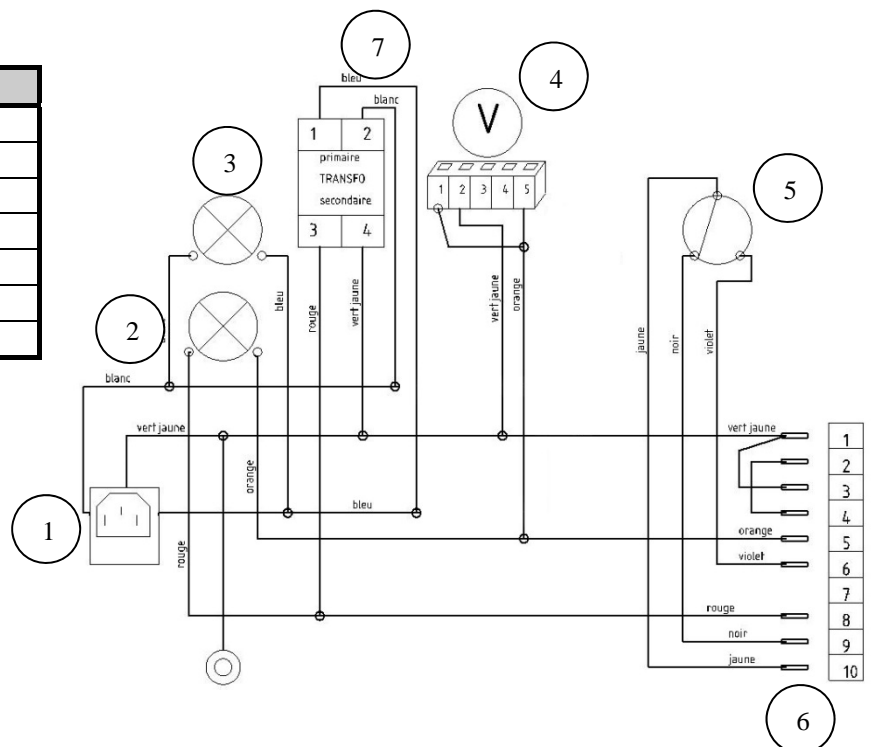 7
bleu
blanc
4
V
1 2
primaire
TRANSFO
secondaire
3 4
1 2 3 4 5
3
5
bleu
rouge
vert jaune
vert jaune
orange
jaune
noir
violet
2
blanc
vert jaune
vert jaune
1
2
orange
3
bleu
4
1
orange
5
rouge
violet
6
7
rouge
8
noir
9
jaune
10
6